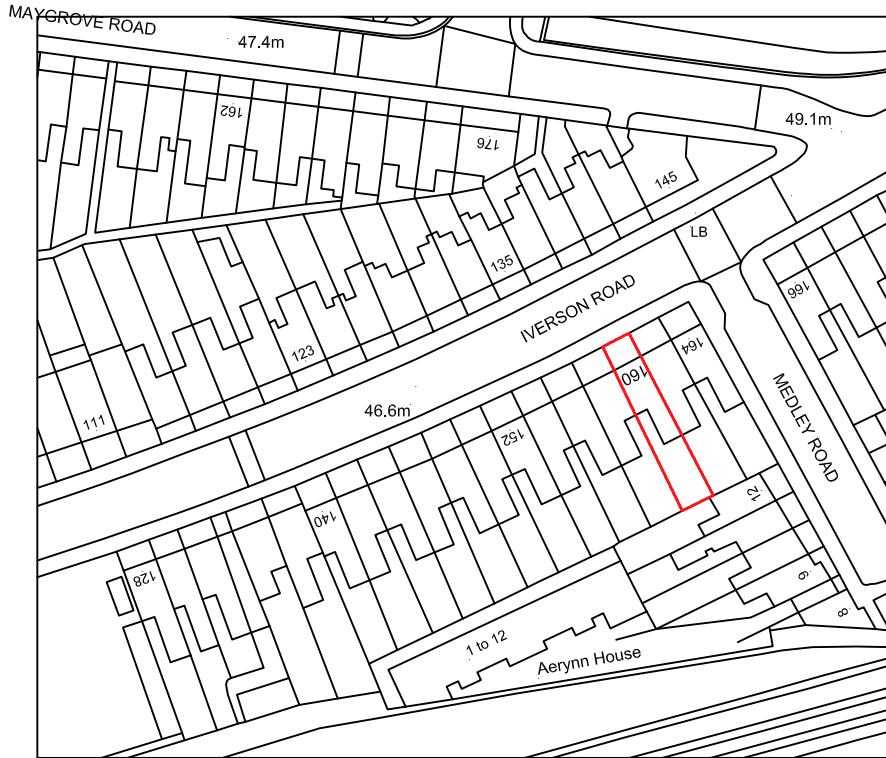 MAYGROVE ROAD
47.4m
49.1m
162
176
145
LB
135
166
IVERSON ROAD
123
164
160
MEDLEY ROAD
46.6m
111
152
12
140
128
9
8
1 to 12
Aerynn House